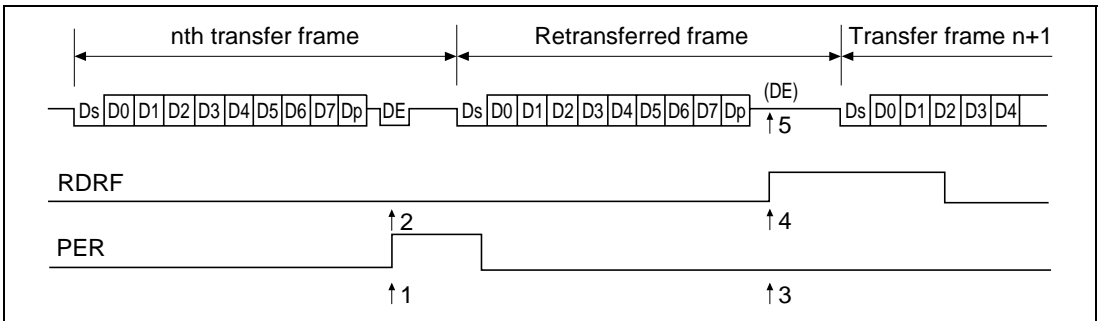 nth transfer frame Retransferred frame Transfer frame n+1
(DE)
Ds D0 D1 D2 D3 D4 D5 D6 D7 Dp DE Ds D0 D1 D2 D3 D4 D5 D6 D7 Dp Ds D0 D1 D2 D3 D4
5
RDRF
2 4
PER
1 3